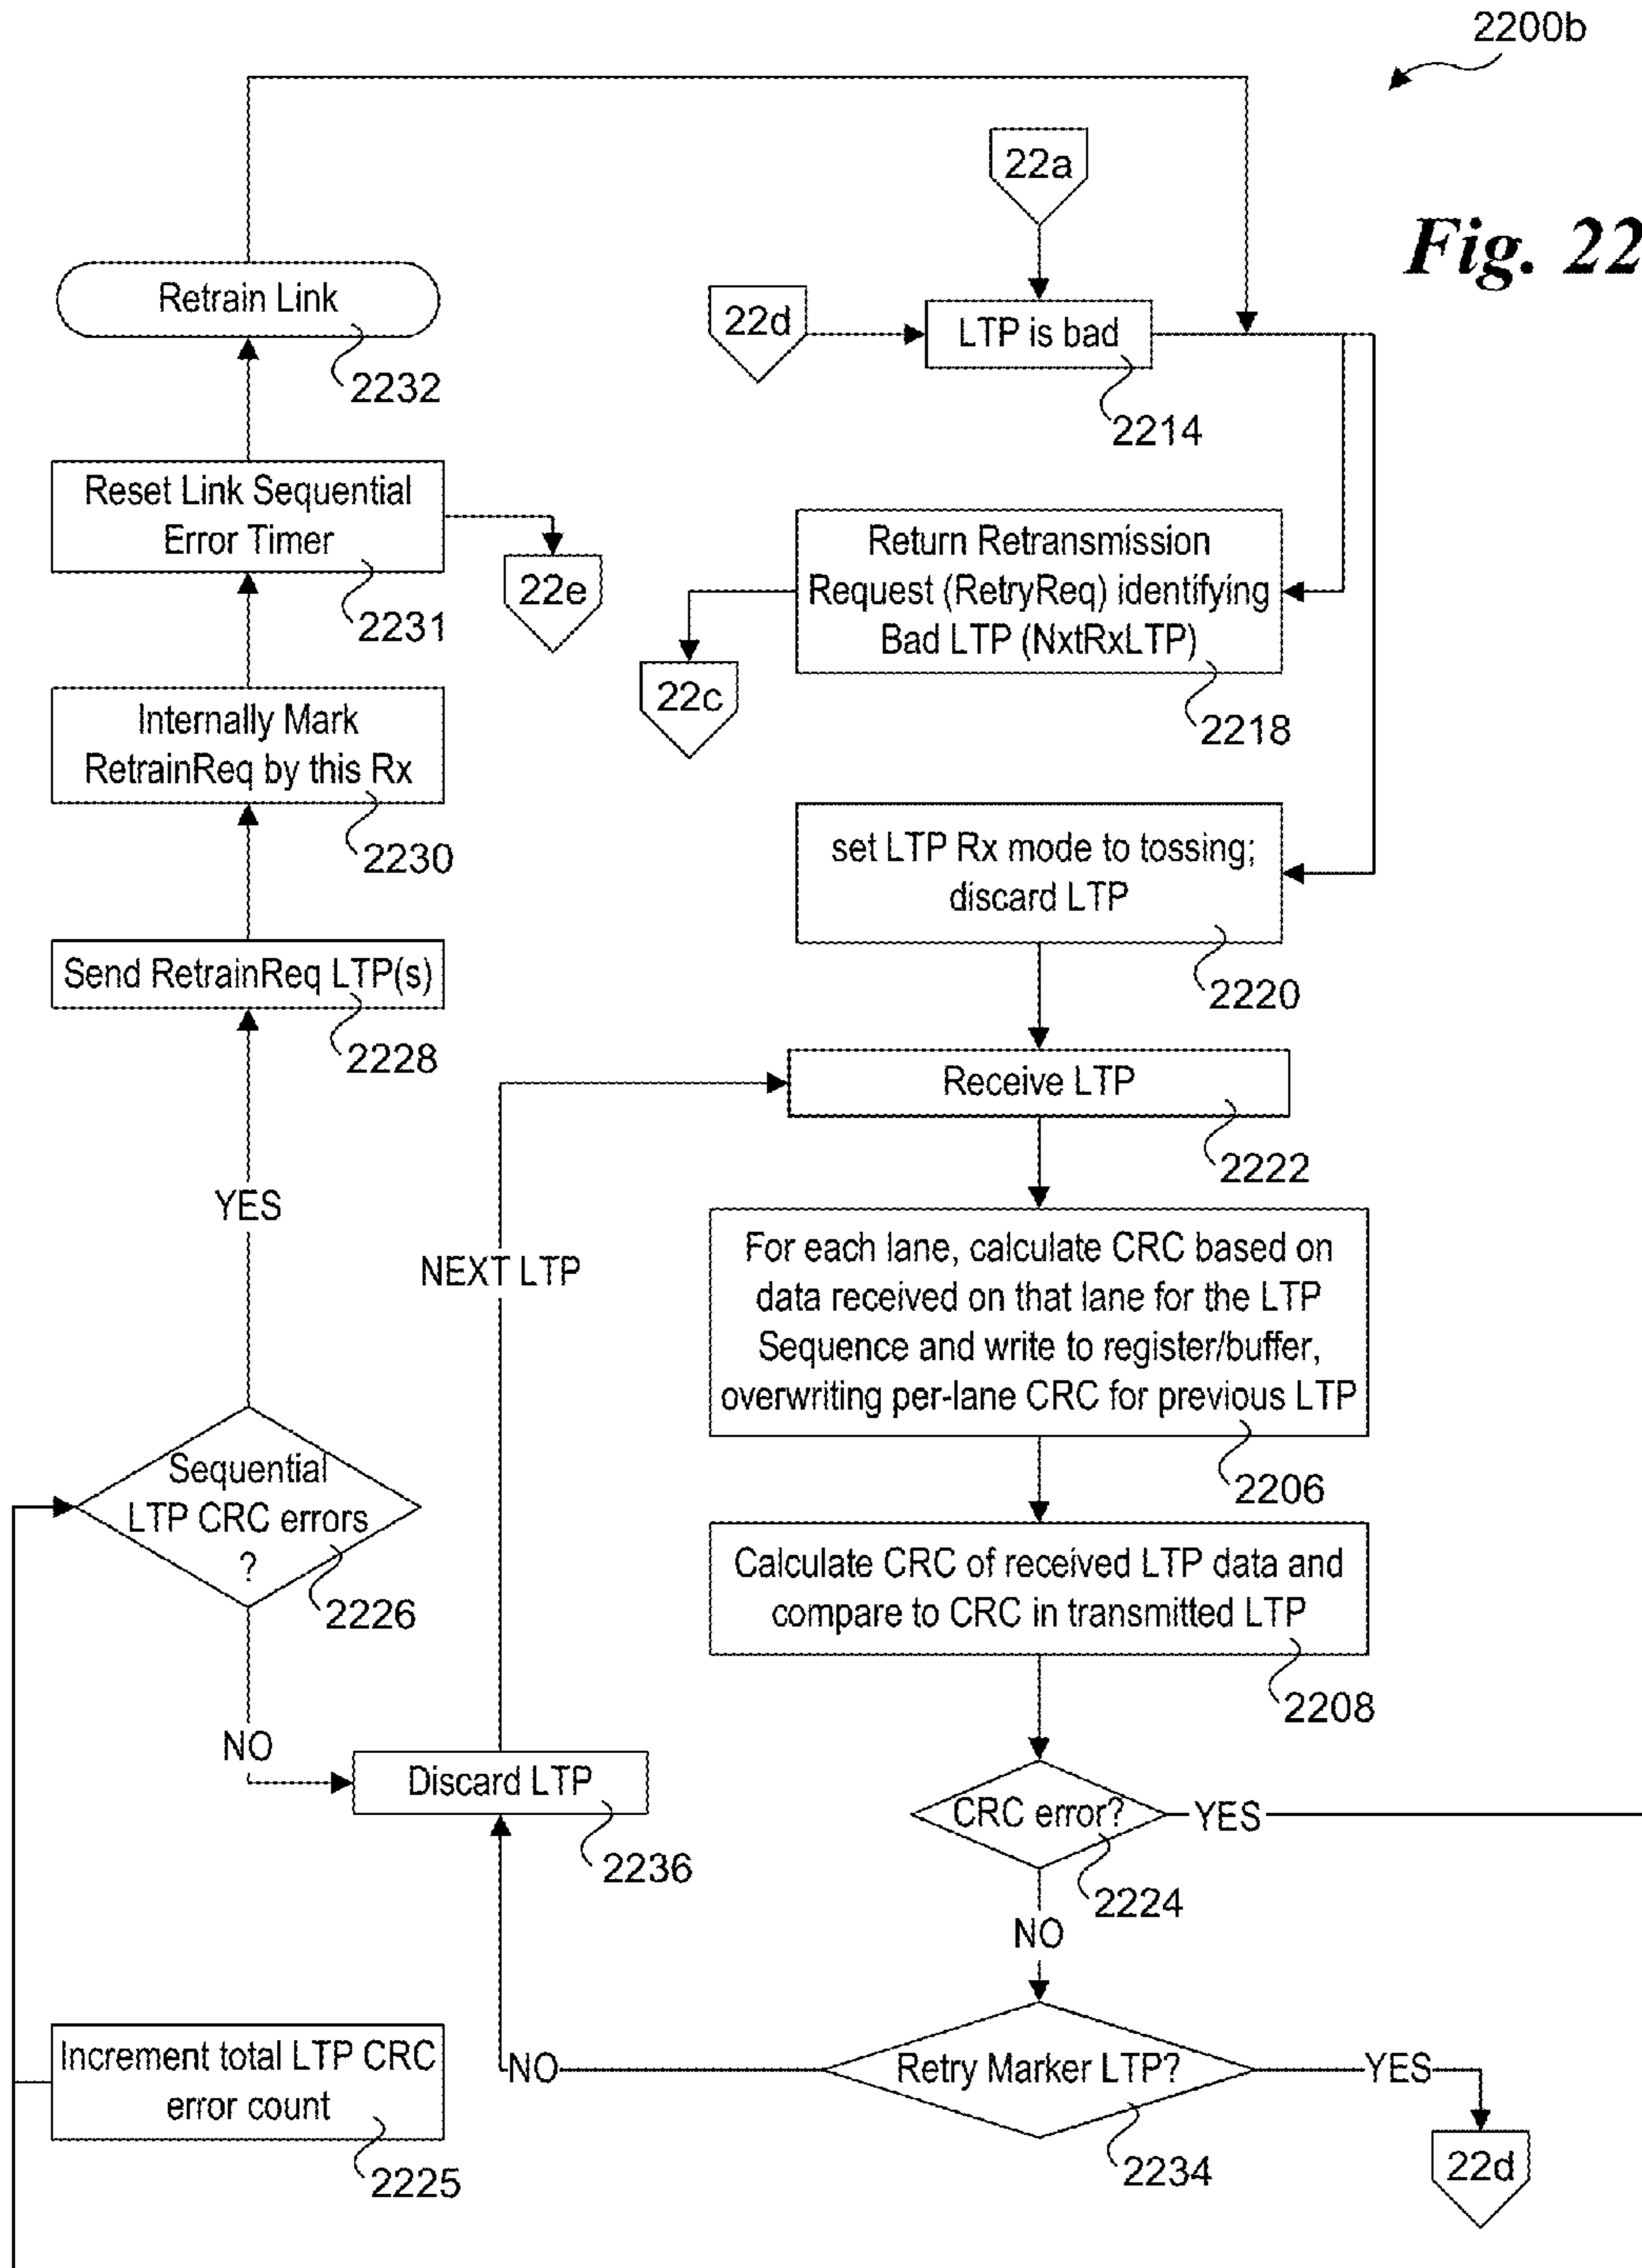 2200b
22a
Fig. 22
Retrain Link
22d
LTP is bad
2232
2214
Reset Link Sequential
Error Timer
2231
22e
Return Retransmission
Request (RetryReq) identifying
Bad LTP (NxtRxLTP)
22c
2218
Internally Mark
RetrainReq by this Rx
2230
set LTP Rx mode to tossing;
discard LTP
2220
Send RetrainReq LTP(s)
2228
Receive LTP
2222
YES
NEXT LTP
For each lane, calculate CRC based on
data received on that lane for the LTP
Sequence and write to register/buffer,
overwriting per-lane CRC for previous LTP
2206
Sequential
LTP CRC errors
?
2226
Calculate CRC of received LTP data and
compare to CRC in transmitted LTP
2208
NO
Discard LTP
2236
CRC error?
YES
2224
NO
Increment total LTP CRC
error count
2225
NO
Retry Marker LTP?
YES
2234
22d